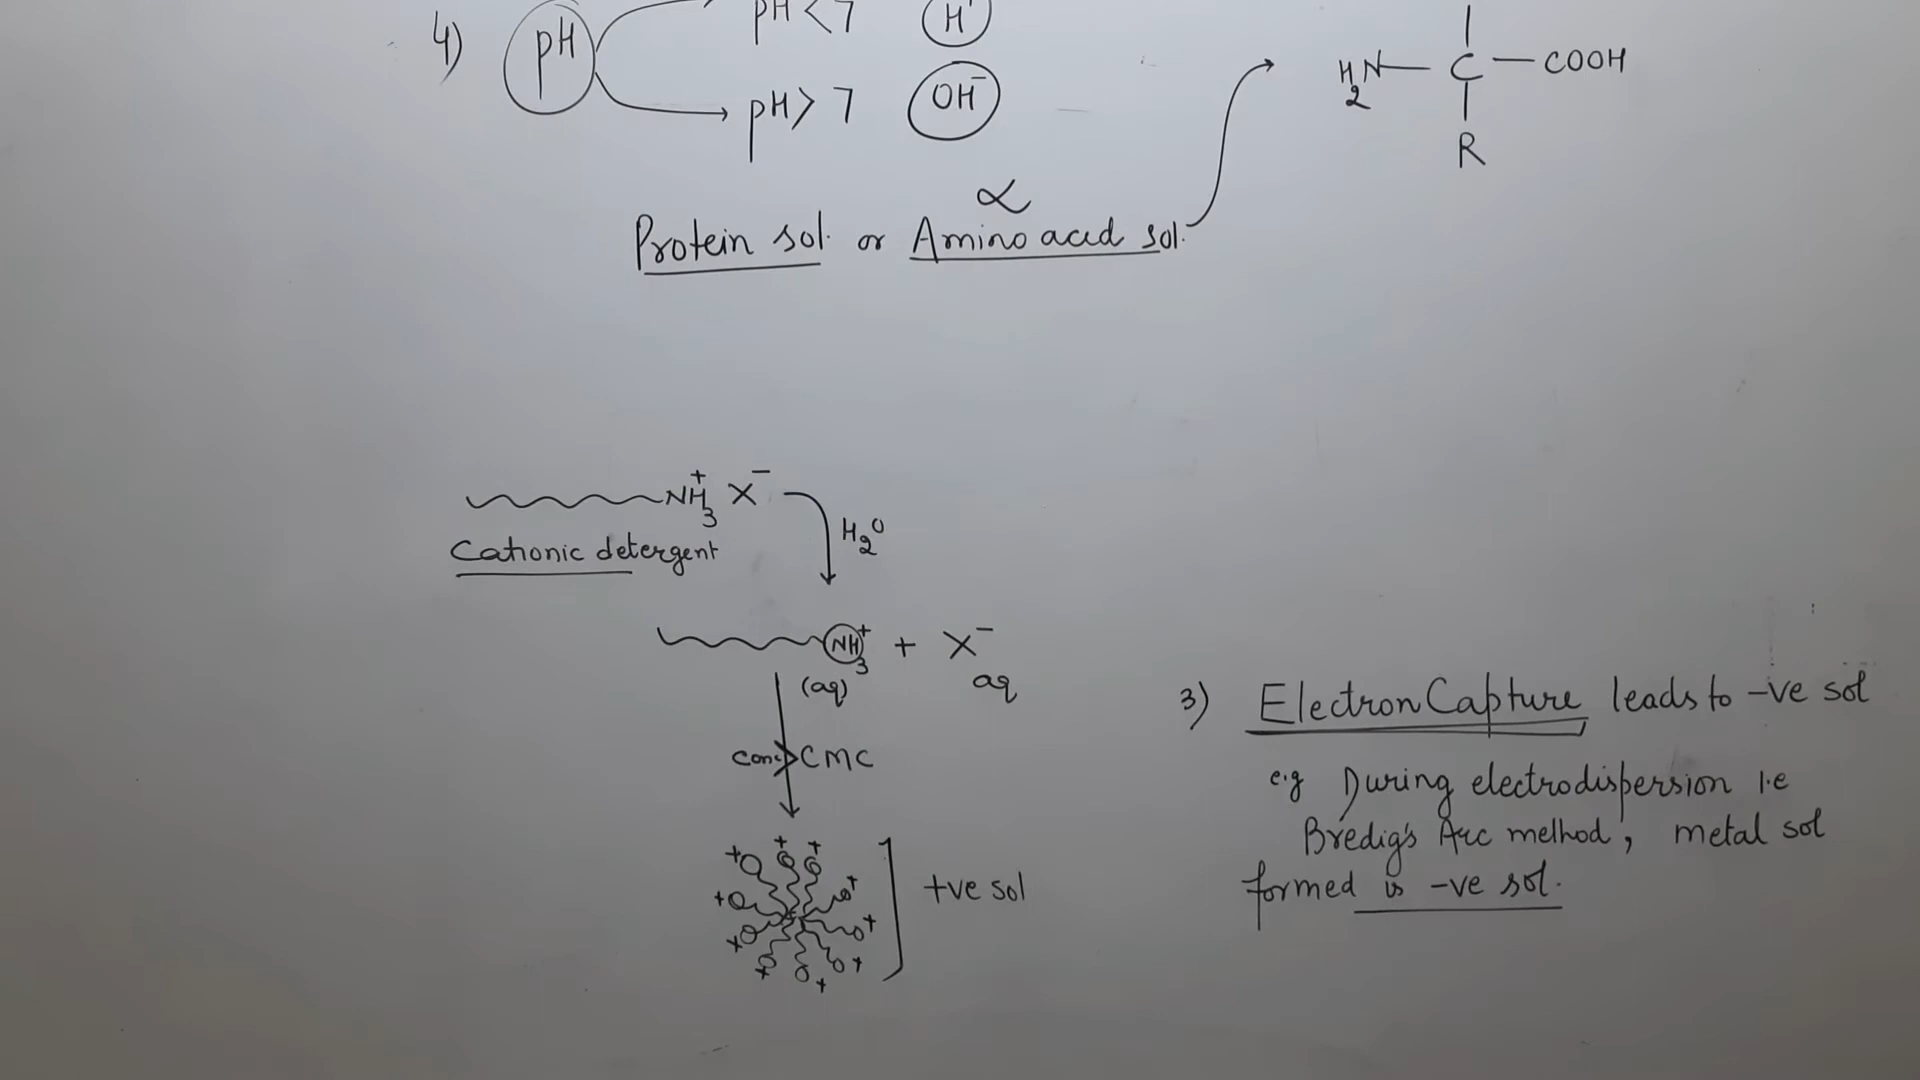 4) pH pH < 7 H⁺
pH > 7 OH⁻
H₂N — C — COOH
R
α
Protein sol. or Amino acid sol.
NH₃⁺ X⁻
H₂O
Cationic detergent
NH₃⁺ + X⁻
(aq) aq
conc > CMC
+ve sol
3) Electron Capture leads to -ve sol
e.g During electrodispersion i.e
Bredig's Arc method, metal sol
formed is -ve sol.